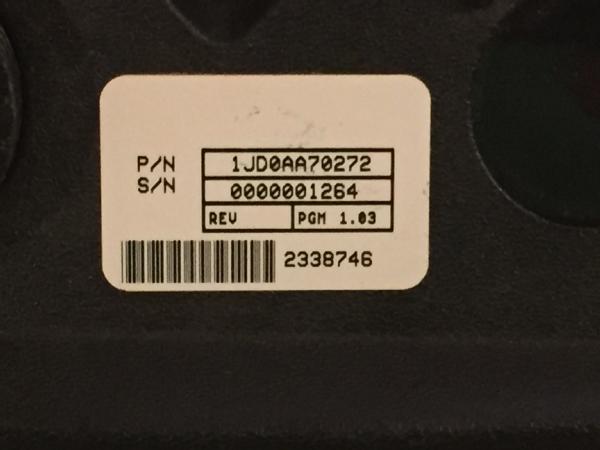 P/N 1JD0AA70272
S/N 0000001264
REV PGM 1.03
2338746